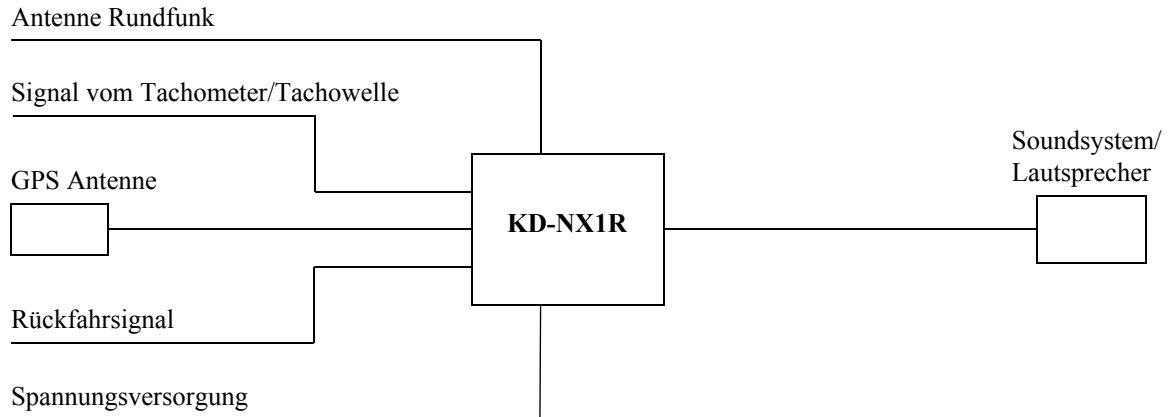 Antenne Rundfunk
Signal vom Tachometer/Tachowelle
GPS Antenne
KD-NX1R
Soundsystem/
Lautsprecher
Rückfahrsignal
Spannungsversorgung